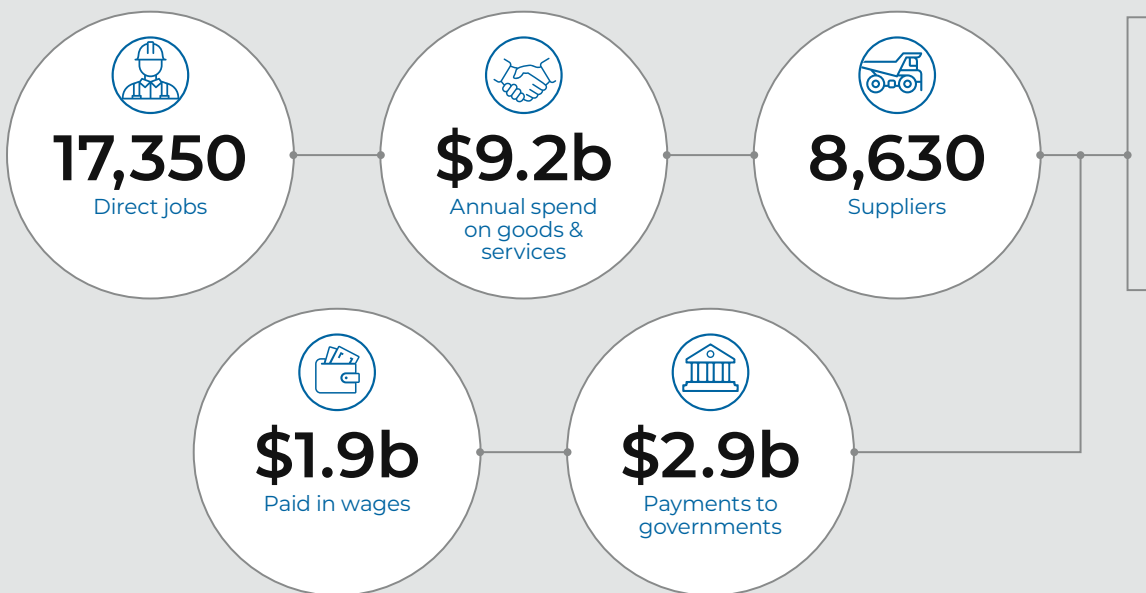 17,350
Direct jobs
$9.2b
Annual spend
on goods &
services
8,630
Suppliers
$1.9b
Paid in wages
$2.9b
Payments to
governments